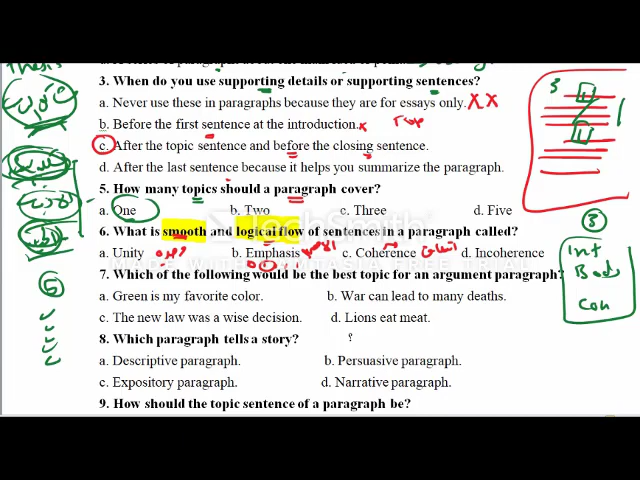 Thesis
3. When do you use supporting details or supporting sentences?
a. Never use these in paragraphs because they are for essays only. X X
b. Before the first sentence at the introduction. x Top
c. After the topic sentence and before the closing sentence.
d. After the last sentence because it helps you summarize the paragraph.
5. How many topics should a paragraph cover?
a. One b. Two c. Three d. Five
6. What is smooth and logical flow of sentences in a paragraph called?
a. Unity b. Emphasis c. Coherence d. Incoherence
7. Which of the following would be the best topic for an argument paragraph?
a. Green is my favorite color. b. War can lead to many deaths.
c. The new law was a wise decision. d. Lions eat meat.
8. Which paragraph tells a story?
a. Descriptive paragraph. b. Persuasive paragraph.
c. Expository paragraph. d. Narrative paragraph.
9. How should the topic sentence of a paragraph be?
3
Int
Body
Con
5